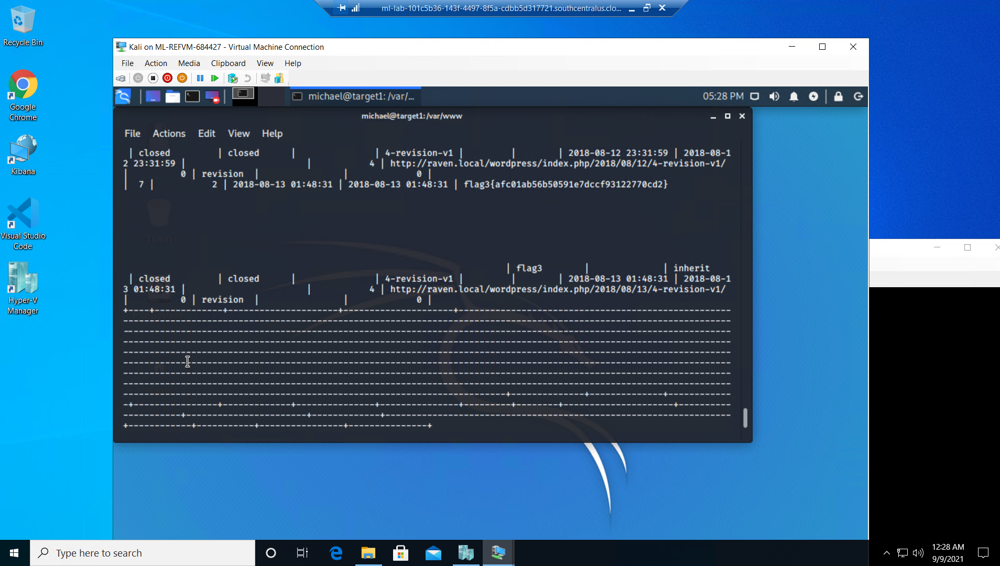 ml-lab-101c5b36-143f-4497-8f5a-cdbb5d317721.southcentralus.clo...
Recycle Bin
Google
Chrome
Kibana
Visual Studio
Code
Hyper-V
Manager
Kali on ML-REFVM-684427 - Virtual Machine Connection
File Action Media Clipboard View Help
michael@target1: /var/...
05:28 PM
michael@target1: /var/www
File Actions Edit View Help
| closed | closed | | 4-revision-v1 | | | 2018-08-12 23:31:59 | 2018-08-1
2 23:31:59 | | 4 | http://raven.local/wordpress/index.php/2018/08/12/4-revision-v1/
| 0 | revision | | 0 |
| 7 | 2 | 2018-08-13 01:48:31 | 2018-08-13 01:48:31 | flag3{afc01ab56b50591e7dccf93122770cd2}
| flag3 | | inherit
| closed | closed | | 4-revision-v1 | | | 2018-08-13 01:48:31 | 2018-08-1
3 01:48:31 | | 4 | http://raven.local/wordpress/index.php/2018/08/13/4-revision-v1/
| 0 | revision | | 0 |
Type here to search
12:28 AM
9/9/2021